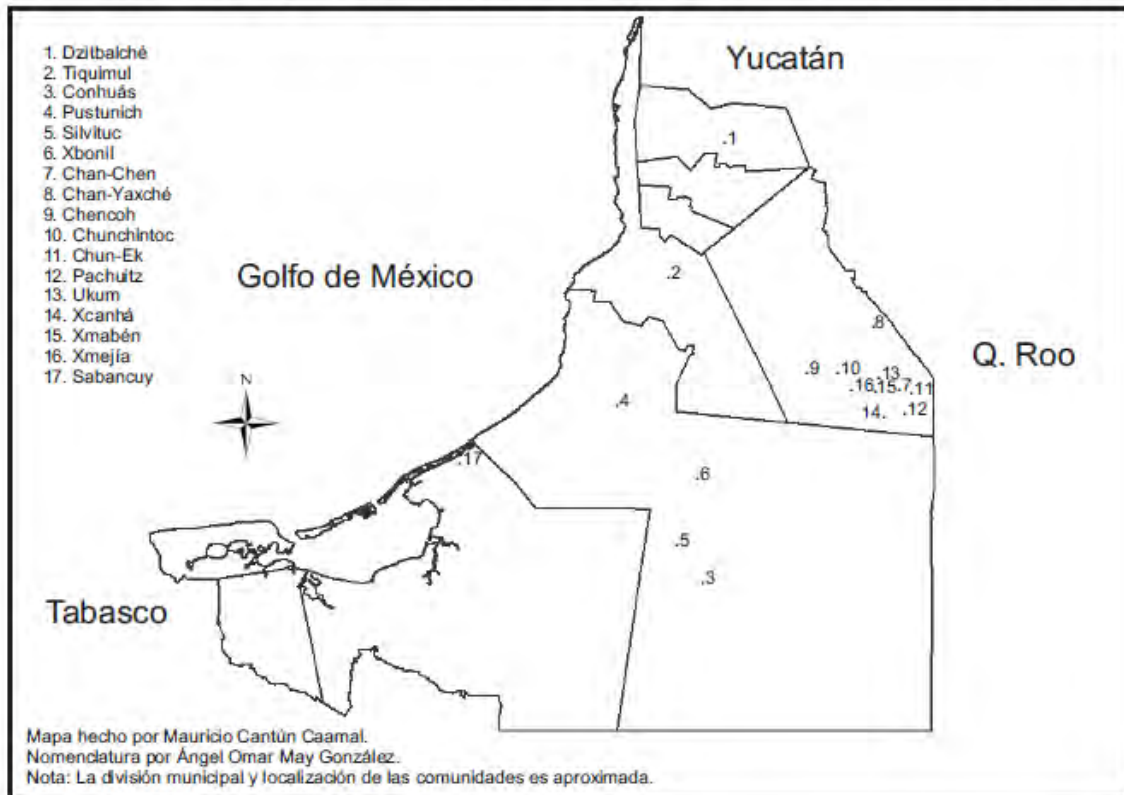 1. Dzitbalché
2. Tiquimul
3. Conhuás
4. Pustunich
5. Silvituc
6. Xbonil
7. Chan-Chen
8. Chan-Yaxché
9. Chencoh
10. Chunchintoc
11. Chun-Ek
12. Pachuitz
13. Ukum
14. Xcanhá
15. Xmabén
16. Xmejía
17. Sabancuy
Yucatán
.1
Golfo de México
.2
.8
Q. Roo
N
.9
.10
.13
.16
.15
.7
.11
.4
14.
.12
.17
.6
.5
.3
Tabasco
Mapa hecho por Mauricio Cantún Caamal.
Nomenclatura por Ángel Omar May González.
Nota: La división municipal y localización de las comunidades es aproximada.